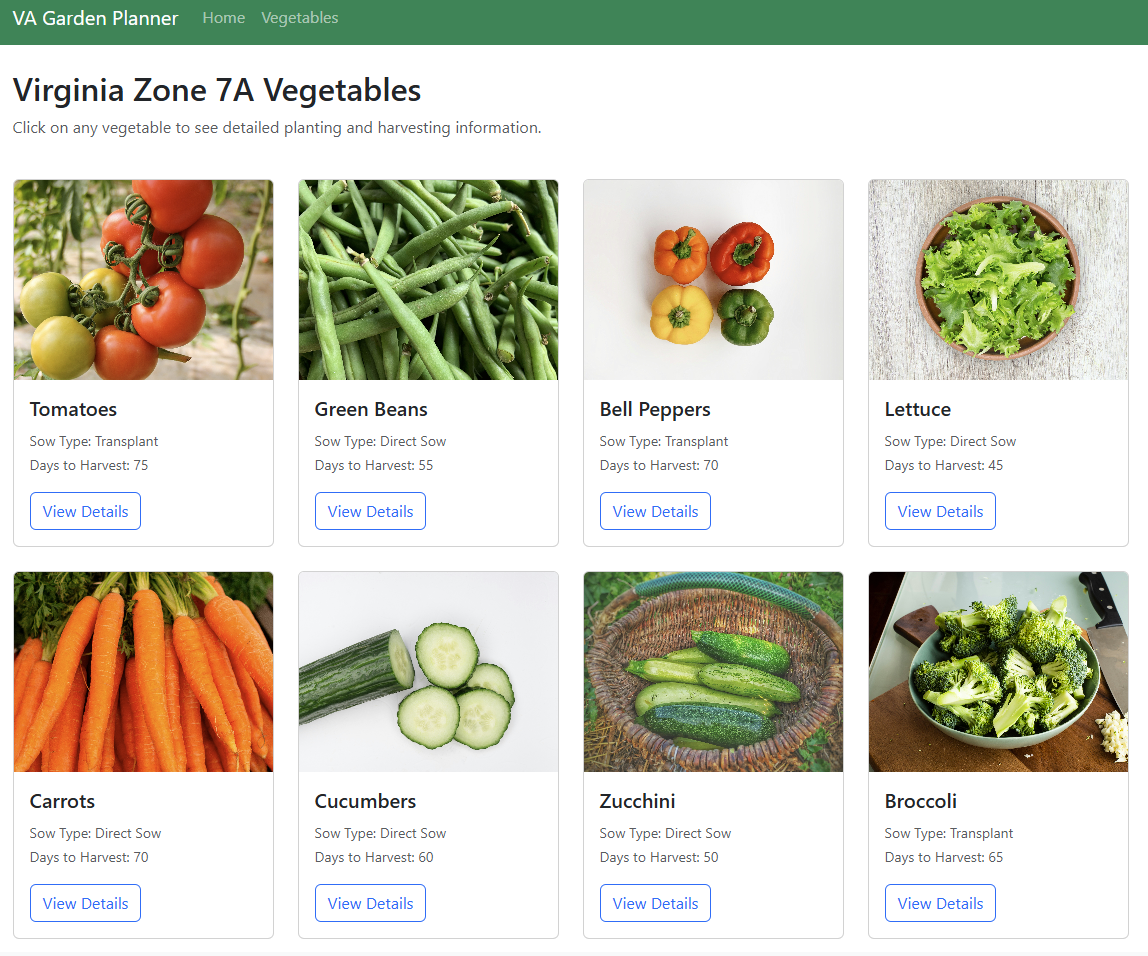 VA Garden Planner Home Vegetables
Virginia Zone 7A Vegetables
Click on any vegetable to see detailed planting and harvesting information.
Tomatoes
Sow Type: Transplant
Days to Harvest: 75
View Details
Green Beans
Sow Type: Direct Sow
Days to Harvest: 55
View Details
Bell Peppers
Sow Type: Transplant
Days to Harvest: 70
View Details
Lettuce
Sow Type: Direct Sow
Days to Harvest: 45
View Details
Carrots
Sow Type: Direct Sow
Days to Harvest: 70
View Details
Cucumbers
Sow Type: Direct Sow
Days to Harvest: 60
View Details
Zucchini
Sow Type: Direct Sow
Days to Harvest: 50
View Details
Broccoli
Sow Type: Transplant
Days to Harvest: 65
View Details